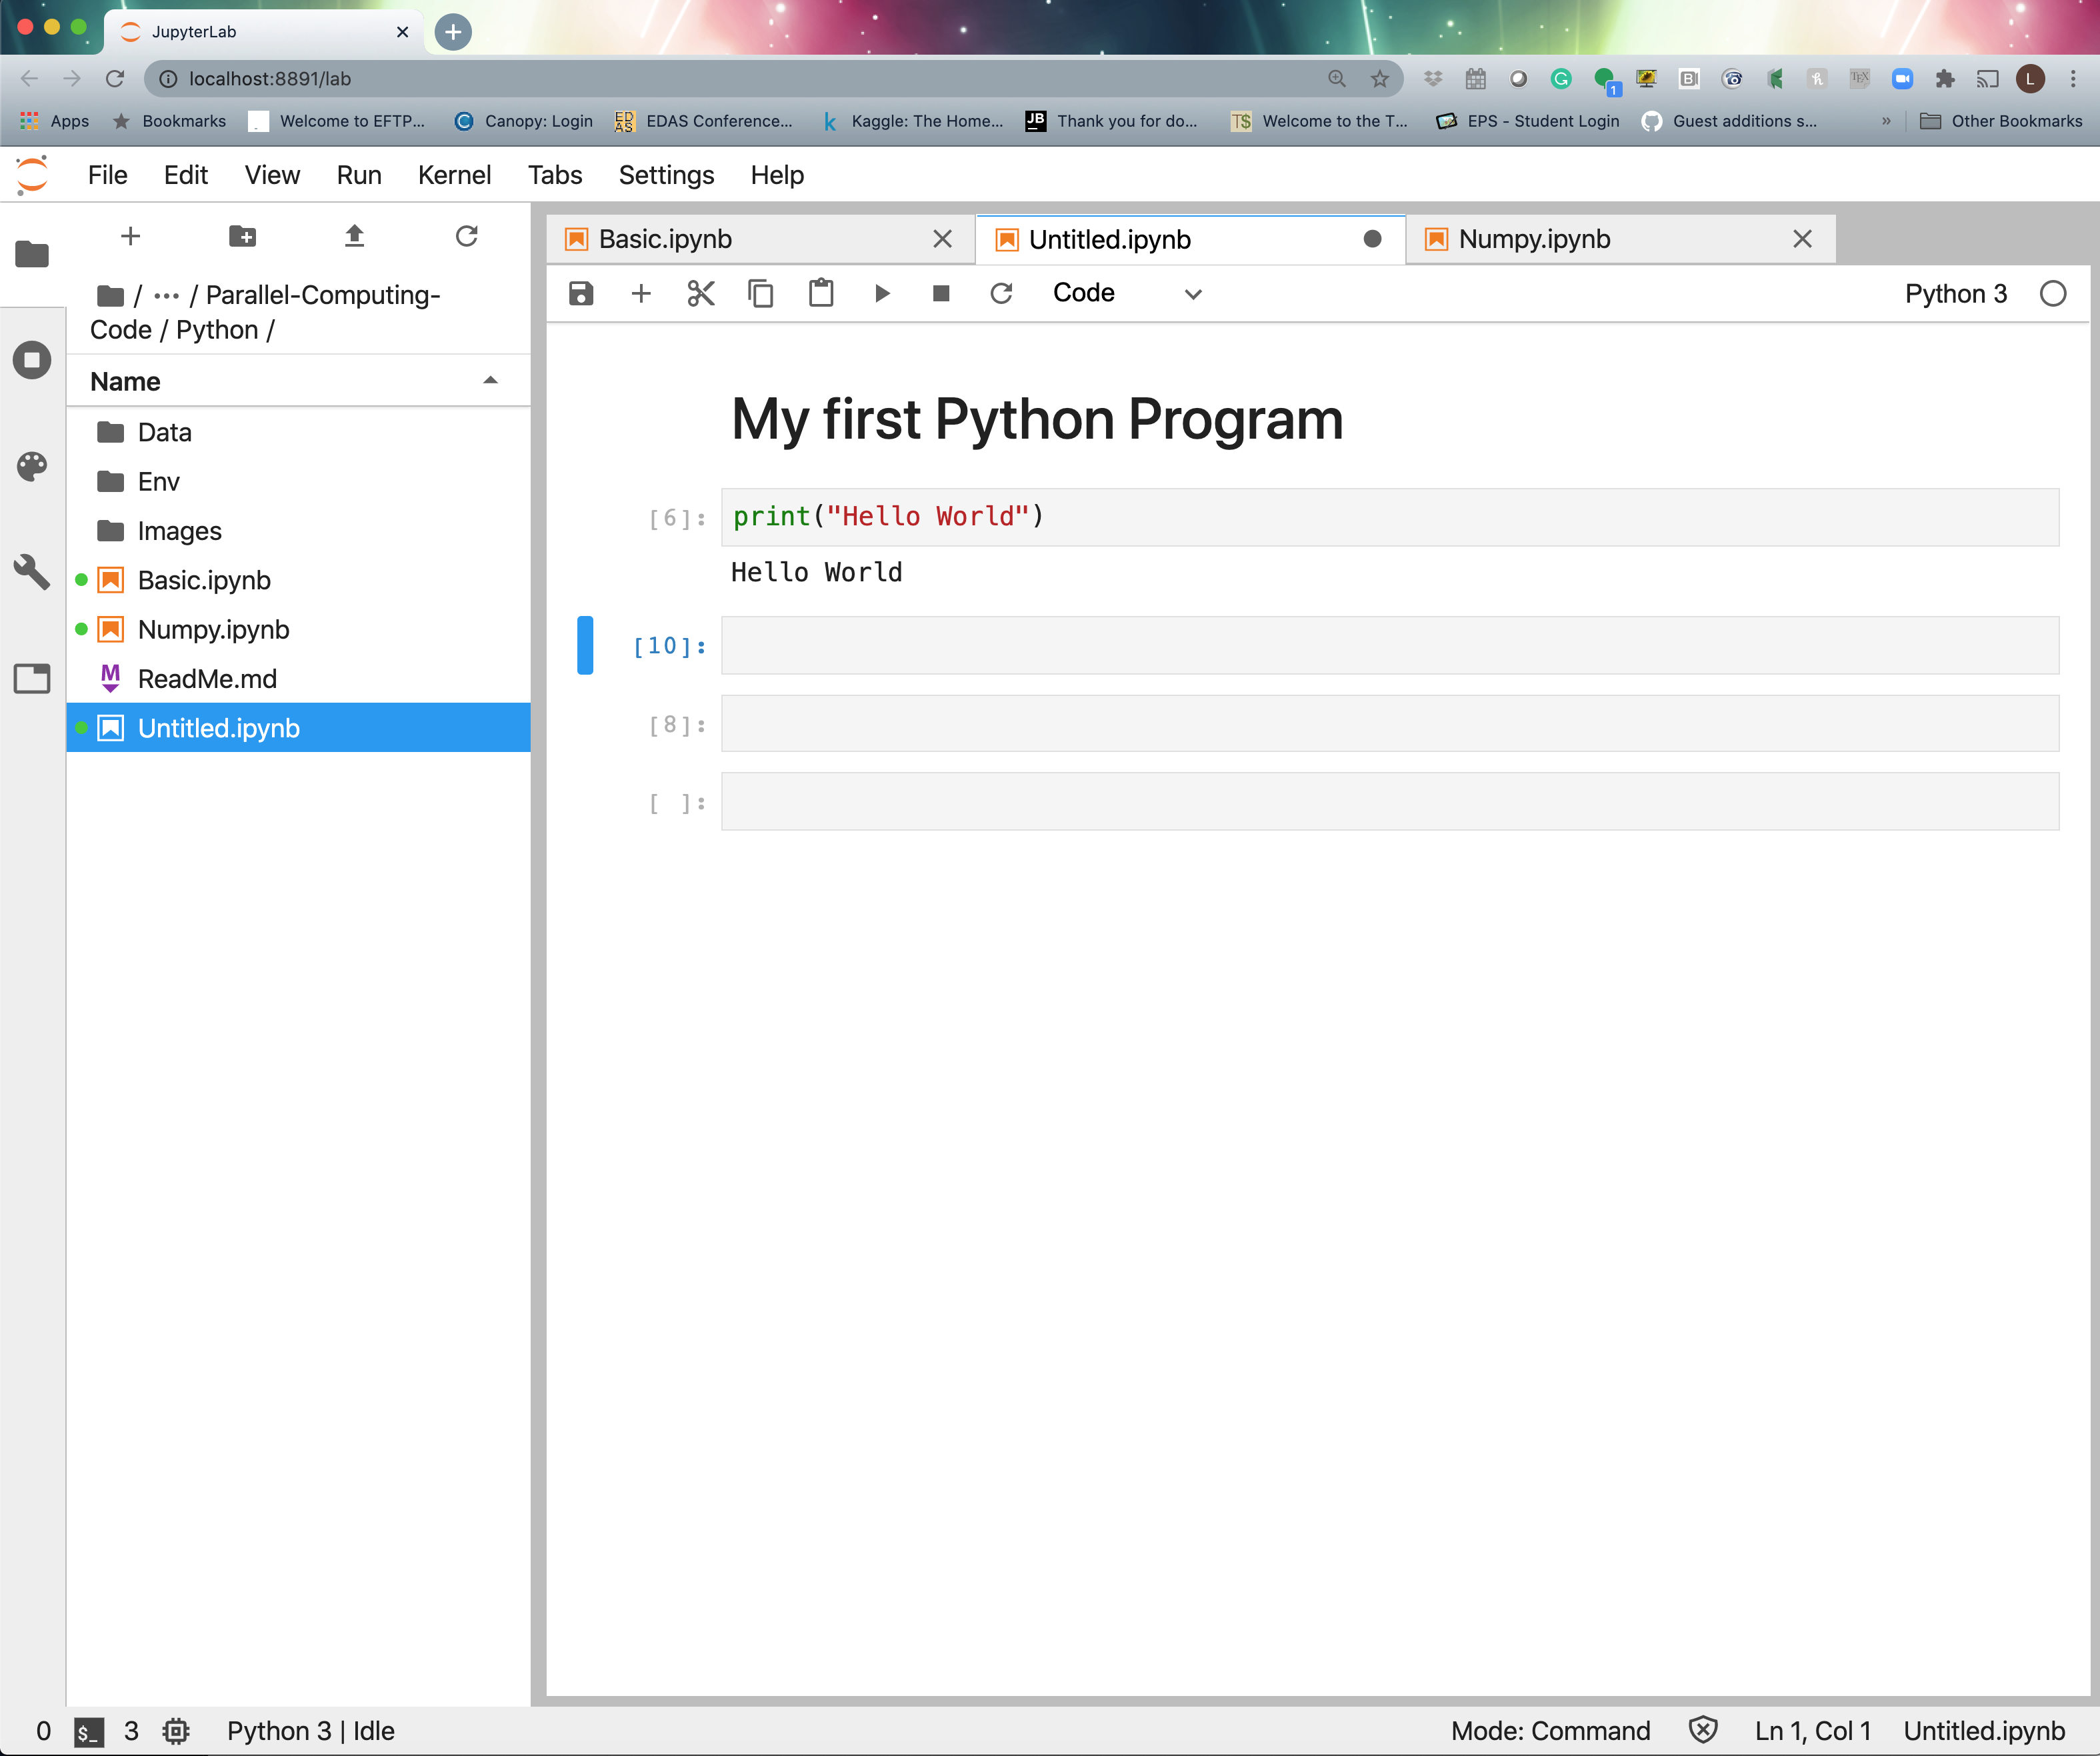 JupyterLab
localhost:8891/lab
1
L
Apps
Bookmarks
Welcome to EFTP...
Canopy: Login
EDAS Conference...
Kaggle: The Home...
Thank you for do...
Welcome to the T...
EPS - Student Login
Guest additions s...
»
Other Bookmarks
File Edit View Run Kernel Tabs Settings Help
/ ··· / Parallel-Computing-
Code / Python /
Name
Data
Env
Images
Basic.ipynb
Numpy.ipynb
ReadMe.md
Untitled.ipynb
Basic.ipynb
Untitled.ipynb
Numpy.ipynb
Code
Python 3
My first Python Program
[6]: print("Hello World")
Hello World
[10]:
[8]:
[ ]:
0 $_ 3 Python 3 | Idle
Mode: Command Ln 1, Col 1 Untitled.ipynb